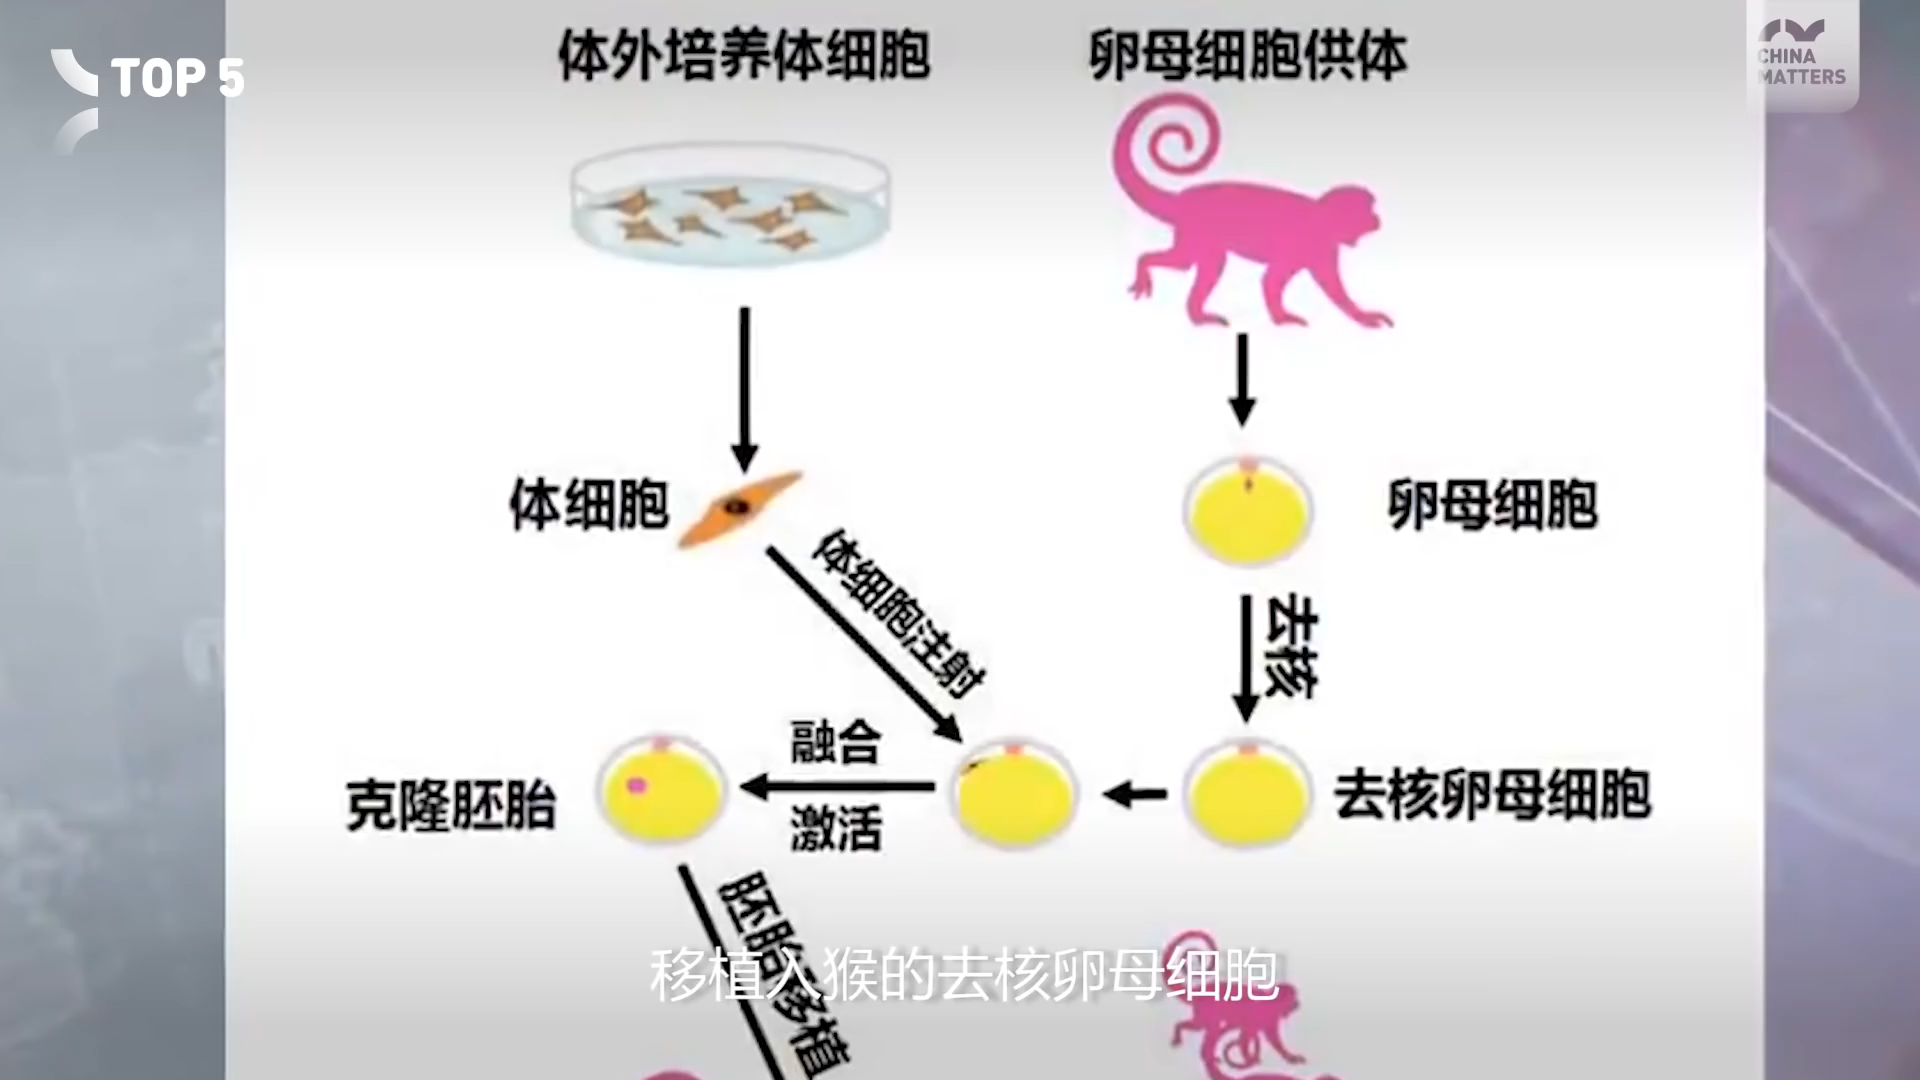 TOP 5
CHINA
MATTERS
体外培养体细胞
卵母细胞供体
体细胞
卵母细胞
体细胞注射
去核
融合
激活
克隆胚胎
去核卵母细胞
胚胎移植
移植入猴的去核卵母细胞